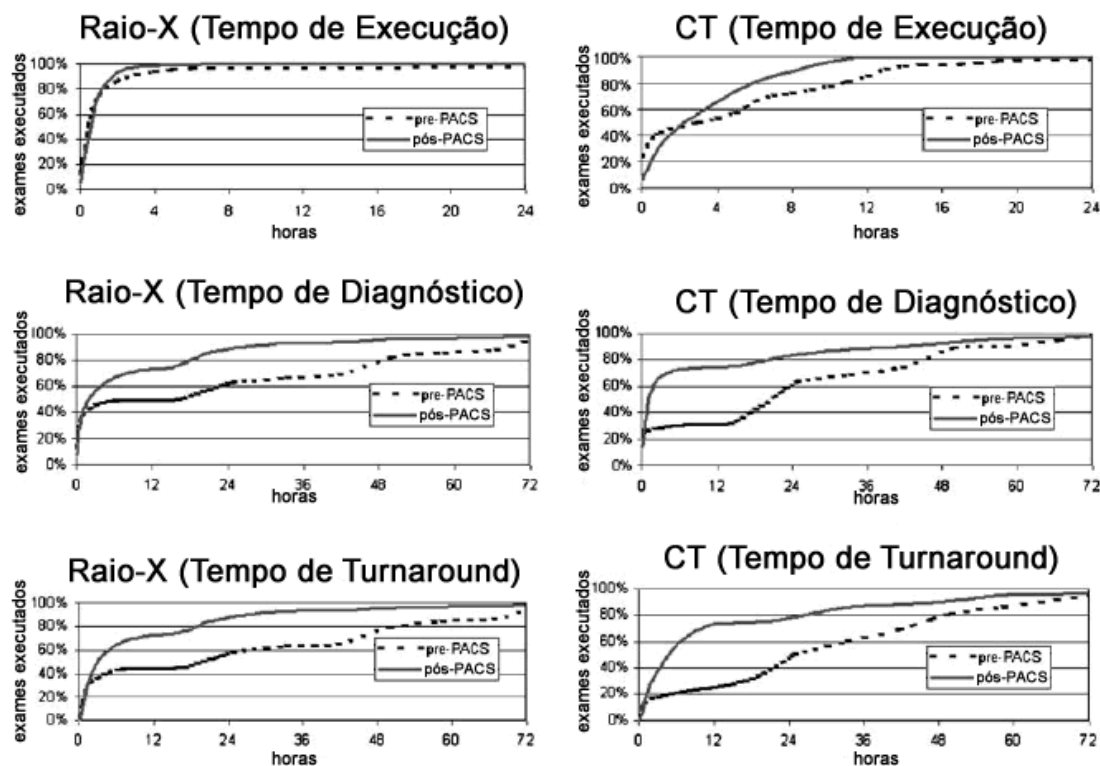 Raio-X (Tempo de Execução)
exames executados
100%
80%
60%
40%
20%
0%
pre-PACS
pós-PACS
0 4 8 12 16 20 24
horas
CT (Tempo de Execução)
exames executados
100%
80%
60%
40%
20%
0%
pre-PACS
pós-PACS
0 4 8 12 16 20 24
horas
Raio-X (Tempo de Diagnóstico)
exames executados
100%
80%
60%
40%
20%
0%
pre-PACS
pós-PACS
0 12 24 36 48 60 72
horas
CT (Tempo de Diagnóstico)
exames executados
100%
80%
60%
40%
20%
0%
pre-PACS
pós-PACS
0 12 24 36 48 60 72
horas
Raio-X (Tempo de Turnaround)
exames executados
100%
80%
60%
40%
20%
0%
pre-PACS
pós-PACS
0 12 24 36 48 60 72
horas
CT (Tempo de Turnaround)
exames executados
100%
80%
60%
40%
20%
0%
pre-PACS
pós-PACS
0 12 24 36 48 60 72
horas